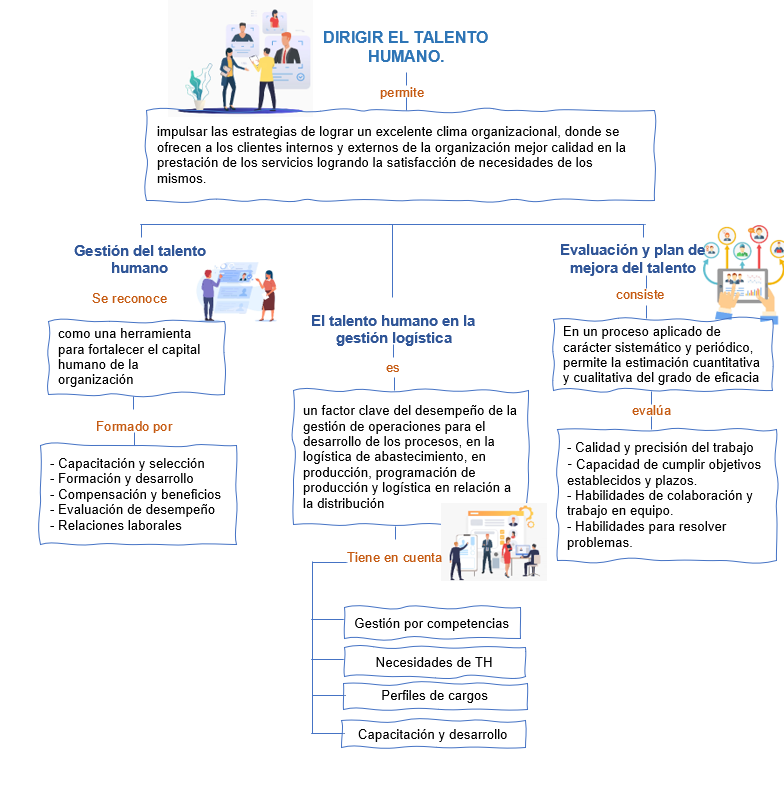 DIRIGIR EL TALENTO
HUMANO.
permite
impulsar las estrategias de lograr un excelente clima organizacional, donde se
ofrecen a los clientes internos y externos de la organización mejor calidad en la
prestación de los servicios logrando la satisfacción de necesidades de los
mismos.
Gestión del talento
humano
Se reconoce
como una herramienta
para fortalecer el capital
humano de la
organización
Formado por
- Capacitación y selección
- Formación y desarrollo
- Compensación y beneficios
- Evaluación de desempeño
- Relaciones laborales
El talento humano en la
gestión logística
es
un factor clave del desempeño de la
gestión de operaciones para el
desarrollo de los procesos, en la
logística de abastecimiento, en
producción, programación de
producción y logística en relación a
la distribución
Tiene en cuenta
Gestión por competencias
Necesidades de TH
Perfiles de cargos
Capacitación y desarrollo
Evaluación y plan de
mejora del talento
consiste
En un proceso aplicado de
carácter sistemático y periódico,
permite la estimación cuantitativa
y cualitativa del grado de eficacia
evalúa
- Calidad y precisión del trabajo
- Capacidad de cumplir objetivos
establecidos y plazos.
- Habilidades de colaboración y
trabajo en equipo.
- Habilidades para resolver
problemas.